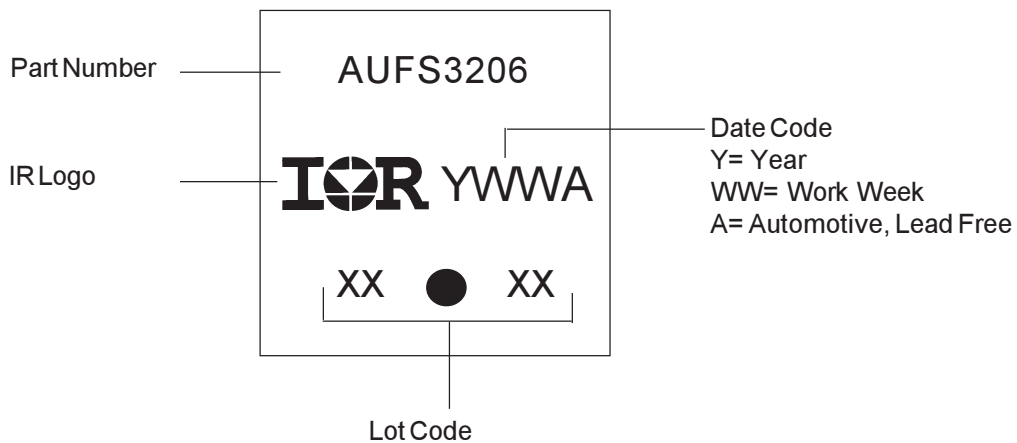 Part Number
AUFS3206
Date Code
Y= Year
WW= Work Week
A= Automotive, Lead Free
IR Logo
IOR YWWA
XX XX
Lot Code